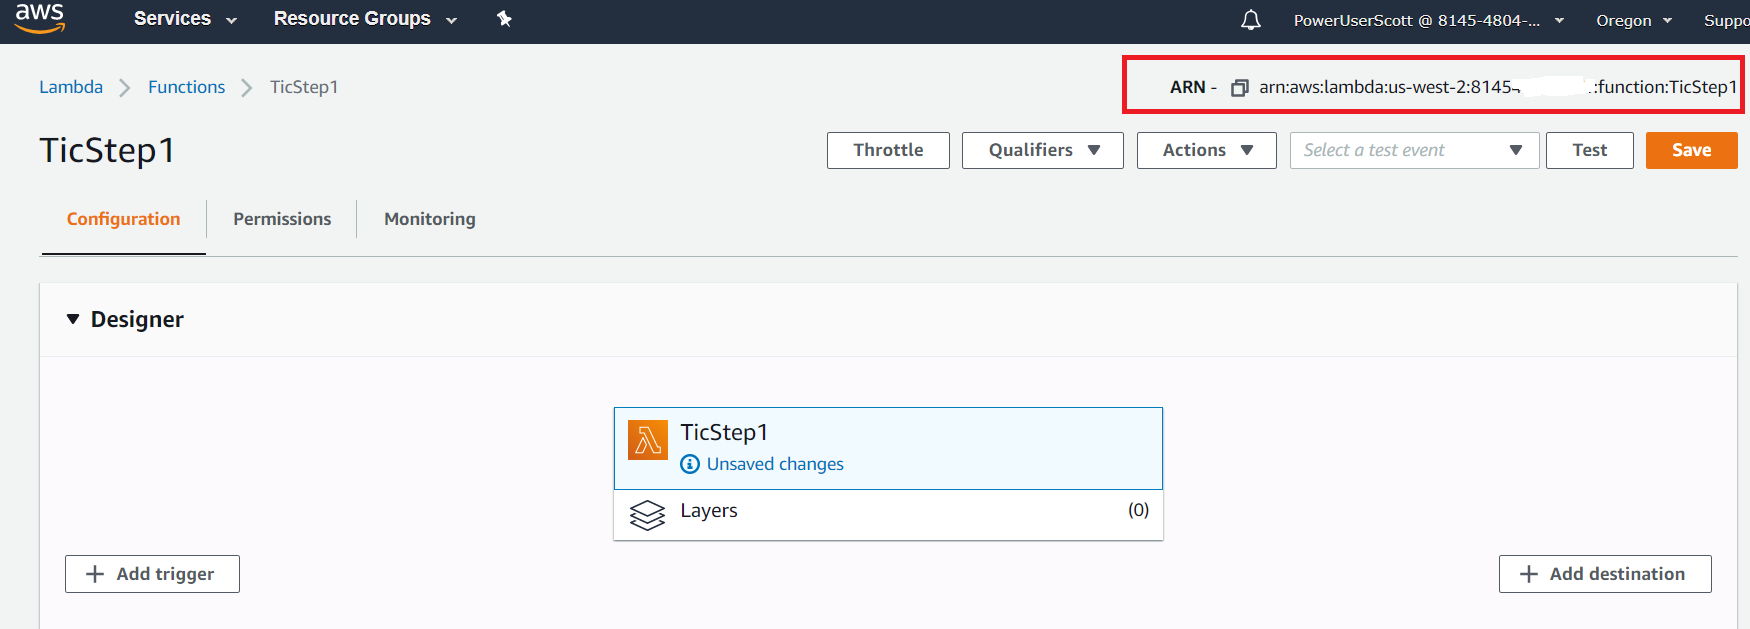 aws Services Resource Groups PowerUserScott @ 8145-4804-... Oregon Suppo
Lambda Functions TicStep1 ARN - arn:aws:lambda:us-west-2:8145 :function:TicStep1
TicStep1 Throttle Qualifiers Actions Select a test event Test Save
Configuration Permissions Monitoring
Designer
TicStep1
Unsaved changes
Layers (0)
+ Add trigger + Add destination